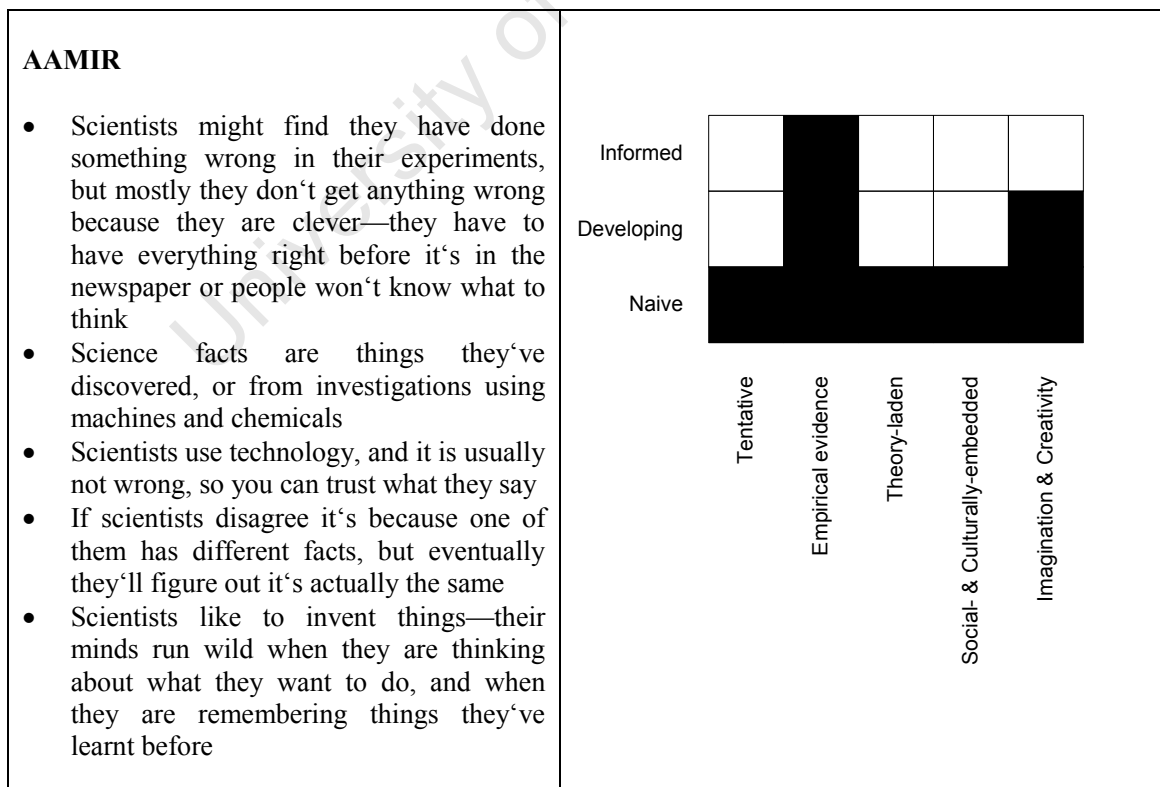 AAMIR
• Scientists might find they have done
something wrong in their experiments,
but mostly they don‘t get anything wrong
because they are clever—they have to
have everything right before it‘s in the
newspaper or people won‘t know what to
think
• Science facts are things they‘ve
discovered, or from investigations using
machines and chemicals
• Scientists use technology, and it is usually
not wrong, so you can trust what they say
• If scientists disagree it‘s because one of
them has different facts, but eventually
they‘ll figure out it‘s actually the same
• Scientists like to invent things—their
minds run wild when they are thinking
about what they want to do, and when
they are remembering things they‘ve
learnt before
Informed
Developing
Naive
Tentative
Empirical evidence
Theory-laden
Social- & Culturally-embedded
Imagination & Creativity
University of